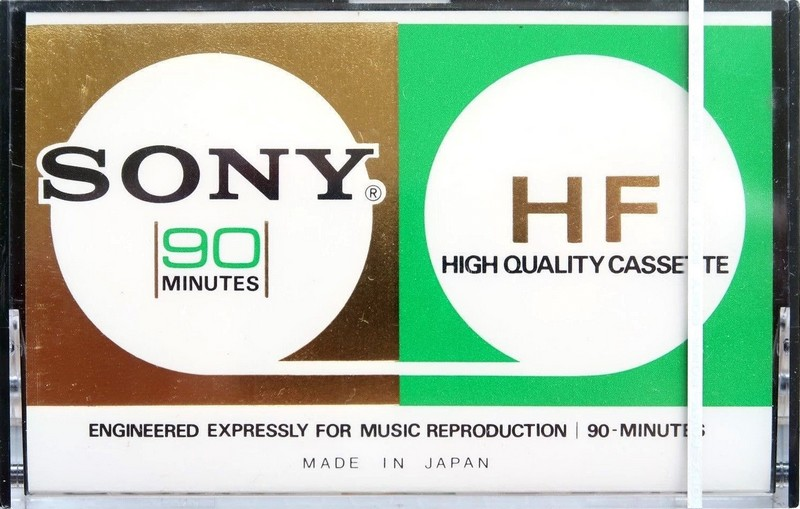 SONY®
90
MINUTES
HF
HIGH QUALITY CASSETTE
ENGINEERED EXPRESSLY FOR MUSIC REPRODUCTION | 90-MINUTES
MADE IN JAPAN